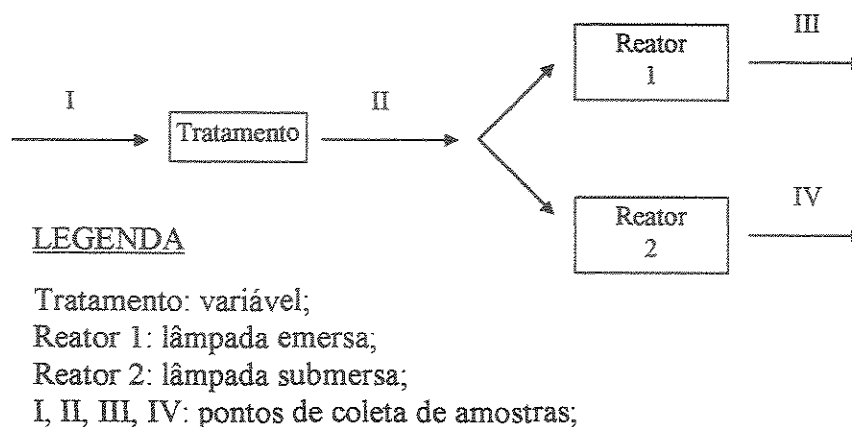 III
Reator
1
I
II
Tratamento
Reator
2
IV
LEGENDA
Tratamento: variável;
Reator 1: lâmpada emersa;
Reator 2: lâmpada submersa;
I, II, III, IV: pontos de coleta de amostras;